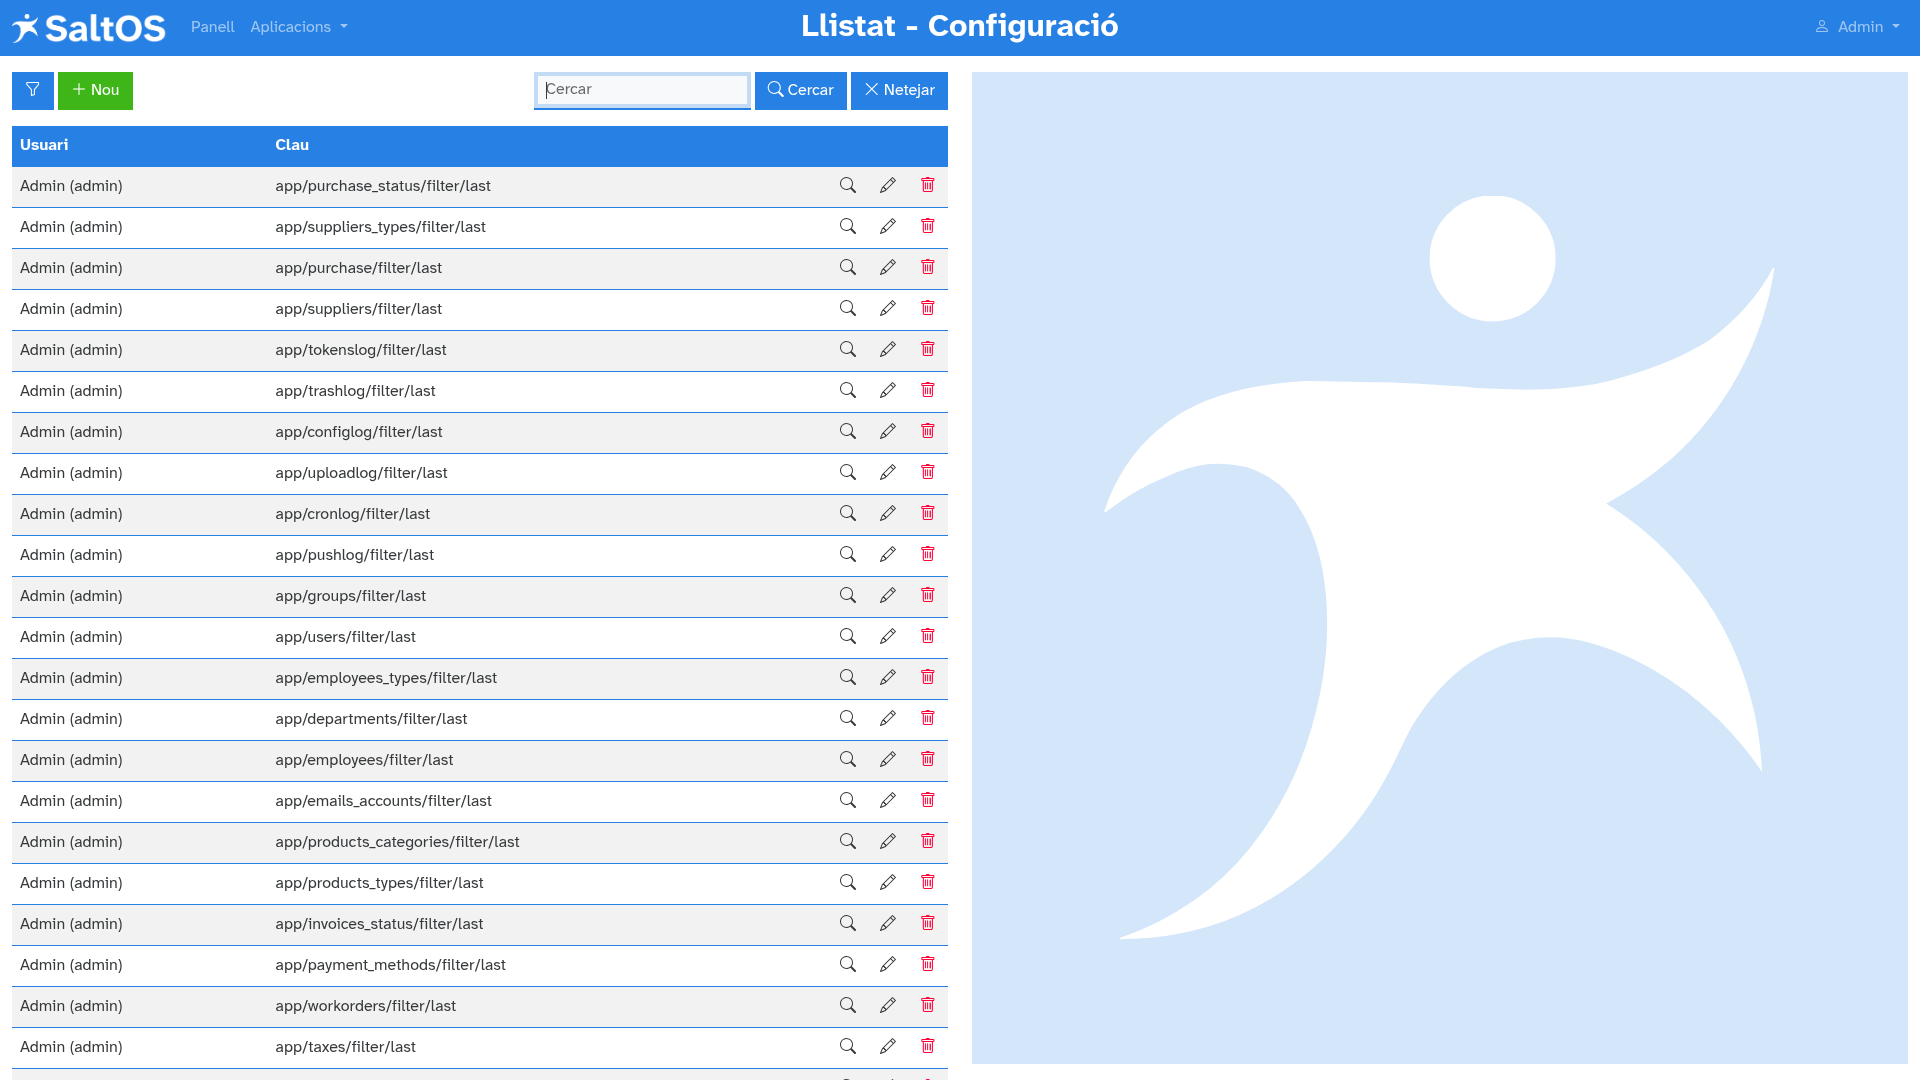 SaltOS Panell Aplicacions Llistat - Configuració Admin
Nou Cercar Cercar Netejar
Usuari Clau
Admin (admin) app/purchase_status/filter/last
Admin (admin) app/suppliers_types/filter/last
Admin (admin) app/purchase/filter/last
Admin (admin) app/suppliers/filter/last
Admin (admin) app/tokenslog/filter/last
Admin (admin) app/trashlog/filter/last
Admin (admin) app/configlog/filter/last
Admin (admin) app/uploadlog/filter/last
Admin (admin) app/cronlog/filter/last
Admin (admin) app/pushlog/filter/last
Admin (admin) app/groups/filter/last
Admin (admin) app/users/filter/last
Admin (admin) app/employees_types/filter/last
Admin (admin) app/departments/filter/last
Admin (admin) app/employees/filter/last
Admin (admin) app/emails_accounts/filter/last
Admin (admin) app/products_categories/filter/last
Admin (admin) app/products_types/filter/last
Admin (admin) app/invoices_status/filter/last
Admin (admin) app/payment_methods/filter/last
Admin (admin) app/workorders/filter/last
Admin (admin) app/taxes/filter/last